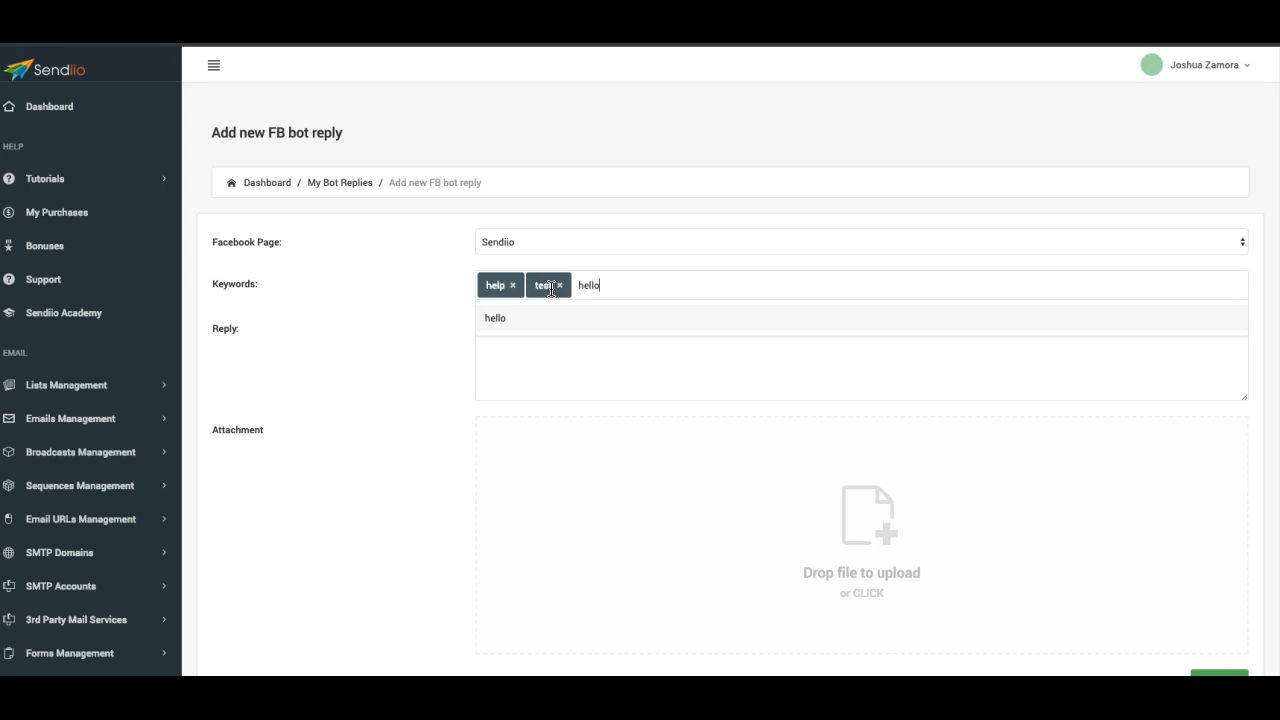 Sendiio
Joshua Zamora
Dashboard
HELP
Tutorials
My Purchases
Bonuses
Support
Sendiio Academy
EMAIL
Lists Management
Emails Management
Broadcasts Management
Sequences Management
Email URLs Management
SMTP Domains
SMTP Accounts
3rd Party Mail Services
Forms Management
Add new FB bot reply
Dashboard / My Bot Replies / Add new FB bot reply
Facebook Page:
Sendiio
Keywords:
help × test × hello
hello
Reply:
Attachment
Drop file to upload
or CLICK